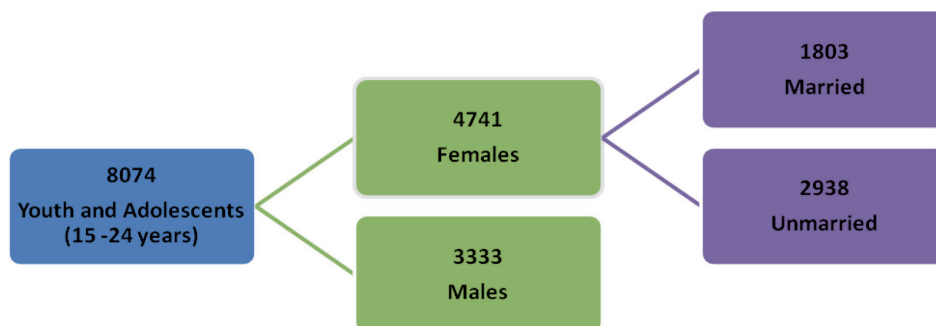 8074
Youth and Adolescents
(15 -24 years)
4741
Females
3333
Males
1803
Married
2938
Unmarried